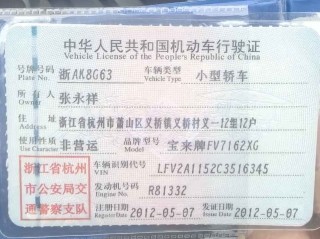 中华人民共和国机动车行驶证
Vehicle License of the People's Republic of China
号牌号码 浙AK8G63 车辆类型 小型轿车
Plate No. Vehicle Type
所有人 张永祥
Owner
住址 浙江省杭州市萧山区义桥镇义桥村义一12组12户
Address
使用性质 非营运 品牌型号 宝来牌FV7162XG
Use Character Model
浙江省杭州市公安局交通警察支队
车辆识别代号 LFV2A1152C3516345
VIN
发动机号码 R81332
Engine No.
注册日期 2012-05-07 发证日期 2012-05-07
Register Date Issue Date